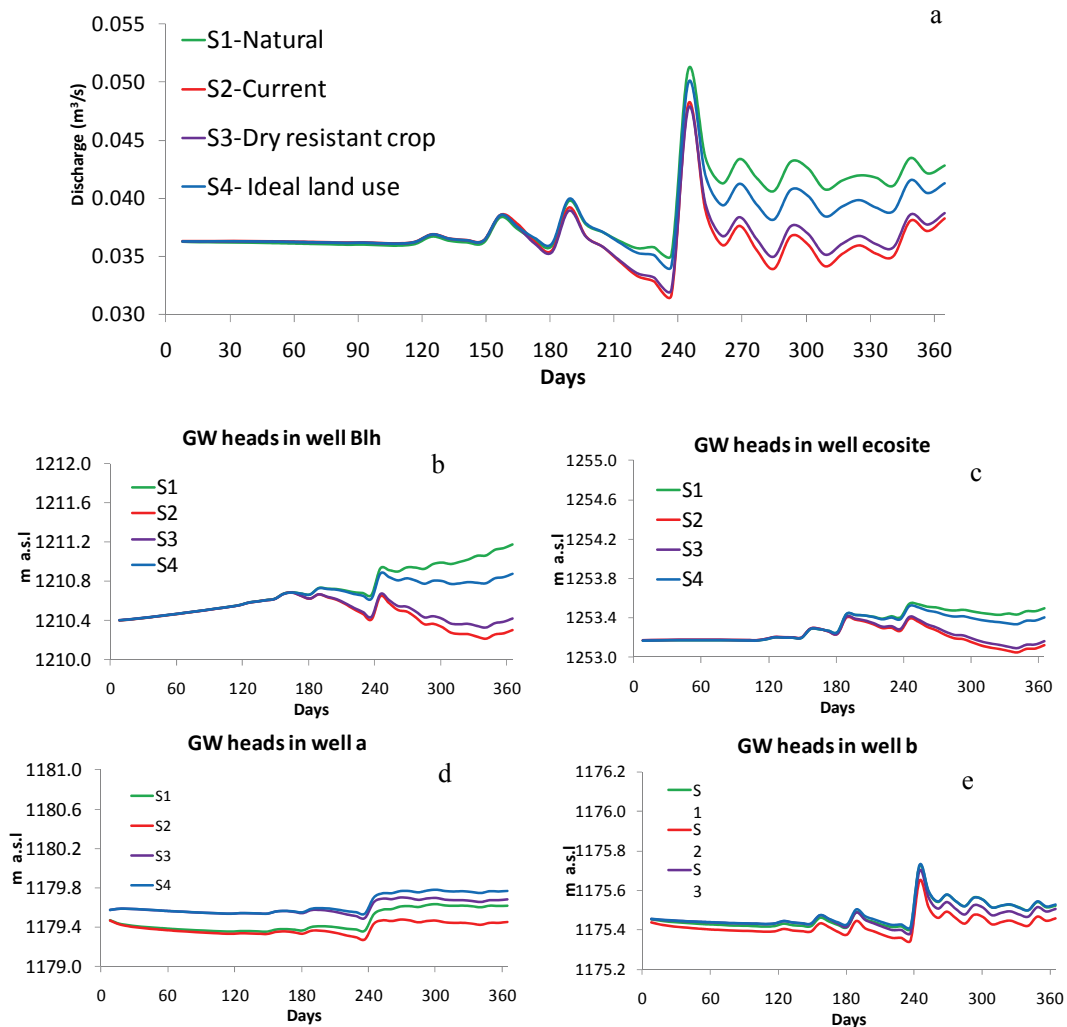 a
0.055
0.050
0.045
0.040
0.035
0.030
Discharge (m³/s)
S1-Natural
S2-Current
S3-Dry resistant crop
S4- Ideal land use
0 30 60 90 120 150 180 210 240 270 300 330 360
Days
GW heads in well Blh
b
1212.0
1211.6
1211.2
1210.8
1210.4
1210.0
m a.s.l
S1
S2
S3
S4
0 60 120 180 240 300 360
Days
GW heads in well ecosite
c
1255.0
1254.6
1254.2
1253.8
1253.4
1253.0
m a.s.l
S1
S2
S3
S4
0 60 120 180 240 300 360
Days
GW heads in well a
d
1181.0
1180.6
1180.2
1179.8
1179.4
1179.0
m a.s.l
S1
S2
S3
S4
0 60 120 180 240 300 360
Days
GW heads in well b
e
1176.2
1176.0
1175.8
1175.6
1175.4
1175.2
m a.s.l
S
1
S
2
S
3
0 60 120 180 240 300 360
Days